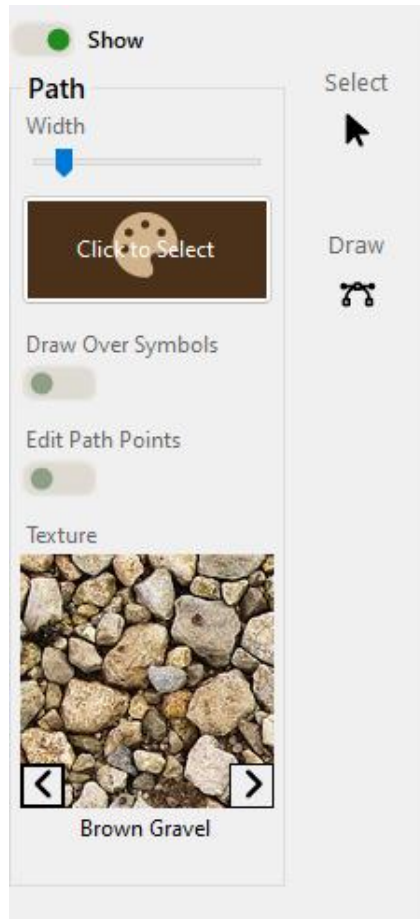 Show
Path
Width
Click to Select
Draw Over Symbols
Edit Path Points
Texture
Brown Gravel
Select
Draw